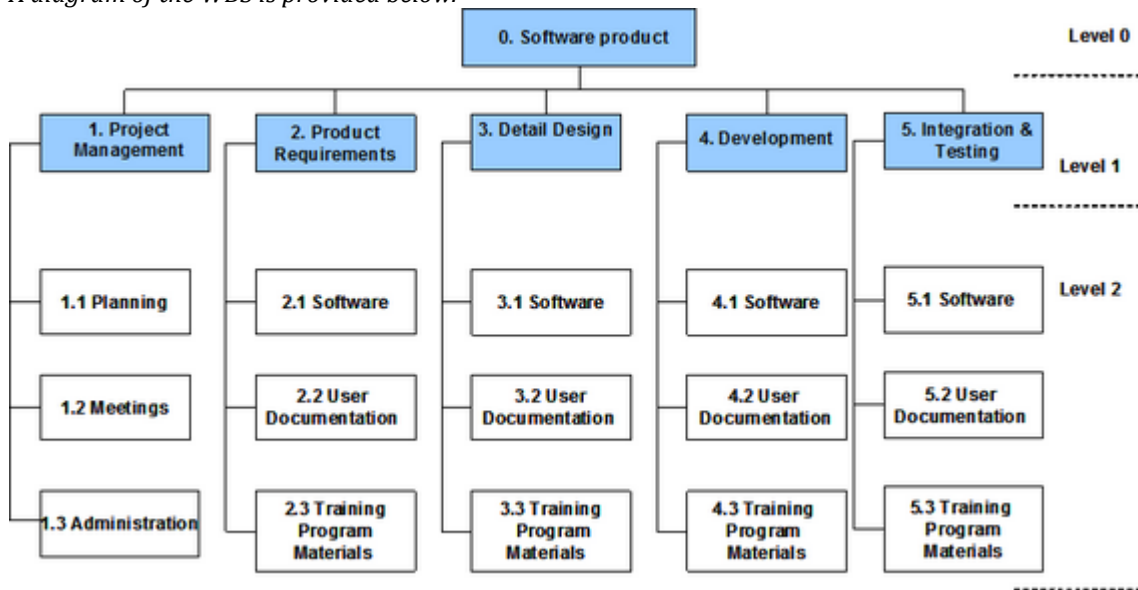 A diagram of the WBS is provided below.
0. Software product
Level 0
1. Project
Management
2. Product
Requirements
3. Detail Design
4. Development
5. Integration &
Testing
Level 1
1.1 Planning
2.1 Software
3.1 Software
4.1 Software
5.1 Software
Level 2
1.2 Meetings
2.2 User
Documentation
3.2 User
Documentation
4.2 User
Documentation
5.2 User
Documentation
1.3 Administration
2.3 Training
Program
Materials
3.3 Training
Program
Materials
4.3 Training
Program
Materials
5.3 Training
Program
Materials